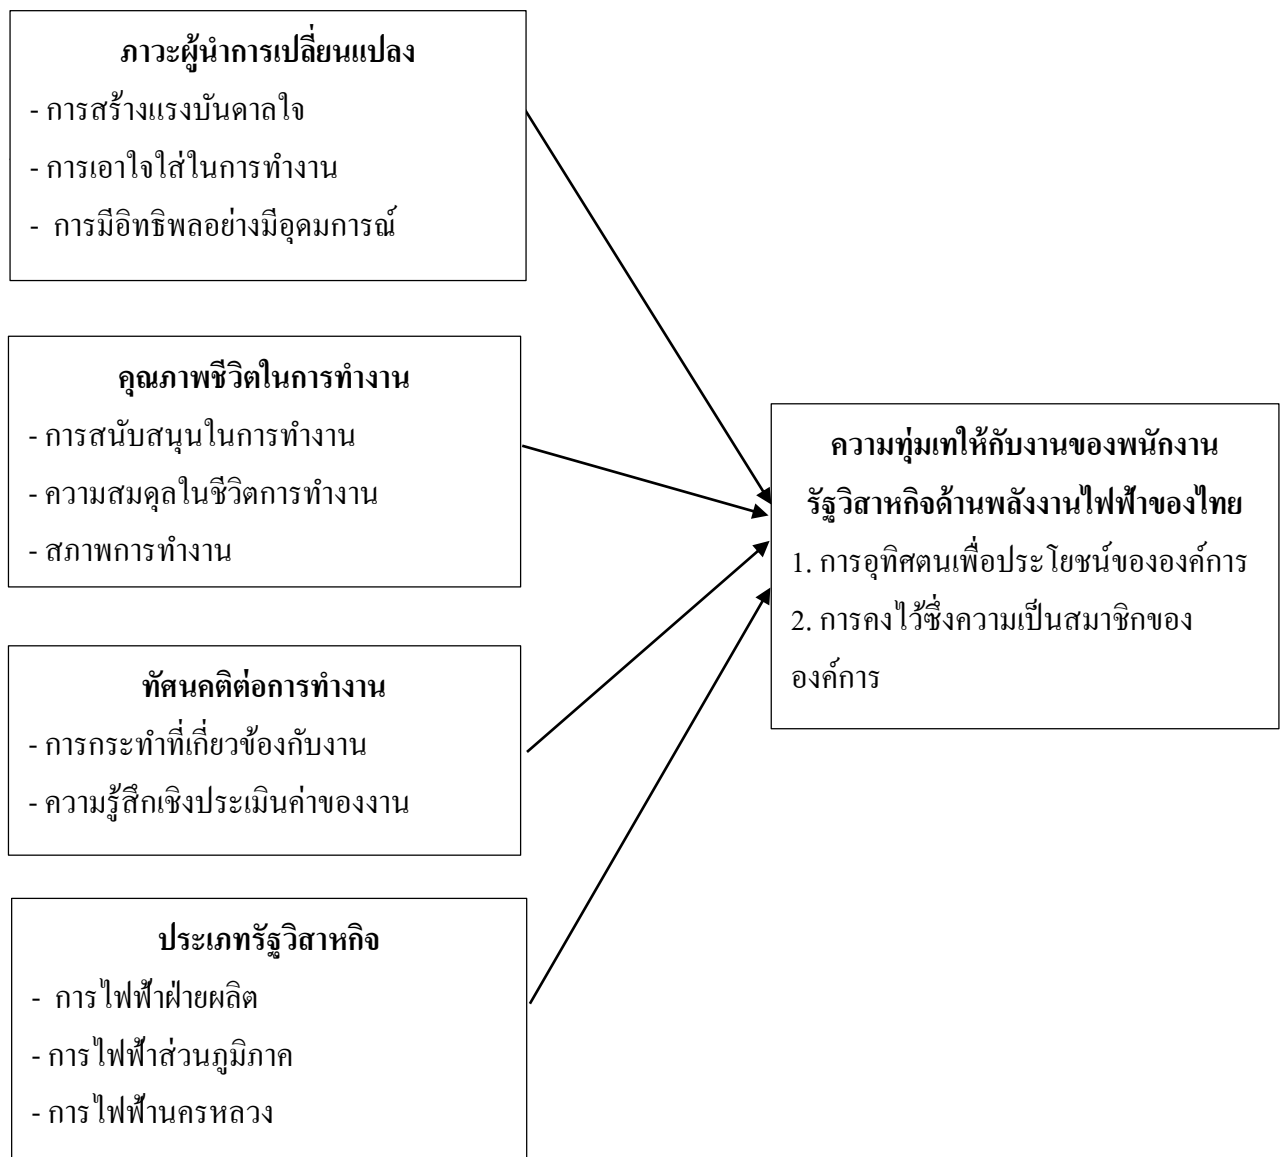 ภาวะผู้นำการเปลี่ยนแปลง
- การสร้างแรงบันดาลใจ
- การเอาใจใส่ในการทำงาน
- การมีอิทธิพลอย่างมีอุดมการณ์
คุณภาพชีวิตในการทำงาน
- การสนับสนุนในการทำงาน
- ความสมดุลในชีวิตการทำงาน
- สภาพการทำงาน
ทัศนคติต่อการทำงาน
- การกระทำที่เกี่ยวข้องกับงาน
- ความรู้สึกเชิงประเมินค่าของงาน
ประเภทรัฐวิสาหกิจ
- การไฟฟ้าฝ่ายผลิต
- การไฟฟ้าส่วนภูมิภาค
- การไฟฟ้านครหลวง
ความทุ่มเทให้กับงานของพนักงาน
รัฐวิสาหกิจด้านพลังงานไฟฟ้าของไทย
1. การอุทิศตนเพื่อประโยชน์ขององค์การ
2. การคงไว้ซึ่งความเป็นสมาชิกของ
องค์การ